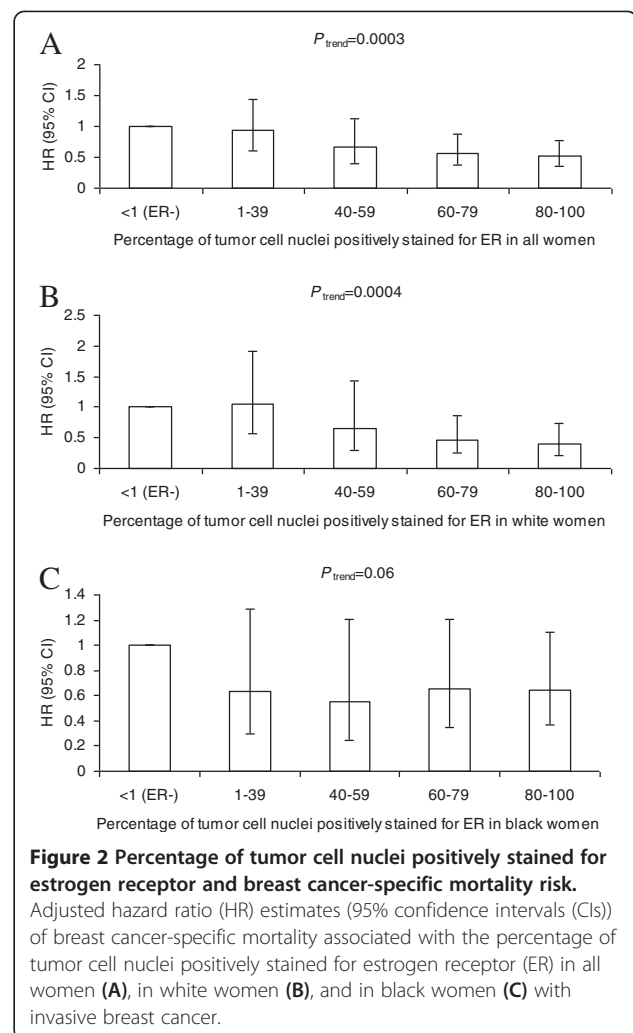 A
Ptrend=0.0003
HR (95% CI)
2
1.5
1
0.5
0
<1 (ER-) 1-39 40-59 60-79 80-100
Percentage of tumor cell nuclei positively stained for ER in all women
B
Ptrend=0.0004
HR (95% CI)
2.5
2
1.5
1
0.5
0
<1 (ER-) 1-39 40-59 60-79 80-100
Percentage of tumor cell nuclei positively stained for ER in white women
C
Ptrend=0.06
HR (95% CI)
1.4
1.2
1
0.8
0.6
0.4
0.2
0
<1 (ER-) 1-39 40-59 60-79 80-100
Percentage of tumor cell nuclei positively stained for ER in black women
Figure 2 Percentage of tumor cell nuclei positively stained for
estrogen receptor and breast cancer-specific mortality risk.
Adjusted hazard ratio (HR) estimates (95% confidence intervals (CIs))
of breast cancer-specific mortality associated with the percentage of
tumor cell nuclei positively stained for estrogen receptor (ER) in all
women (A), in white women (B), and in black women (C) with
invasive breast cancer.